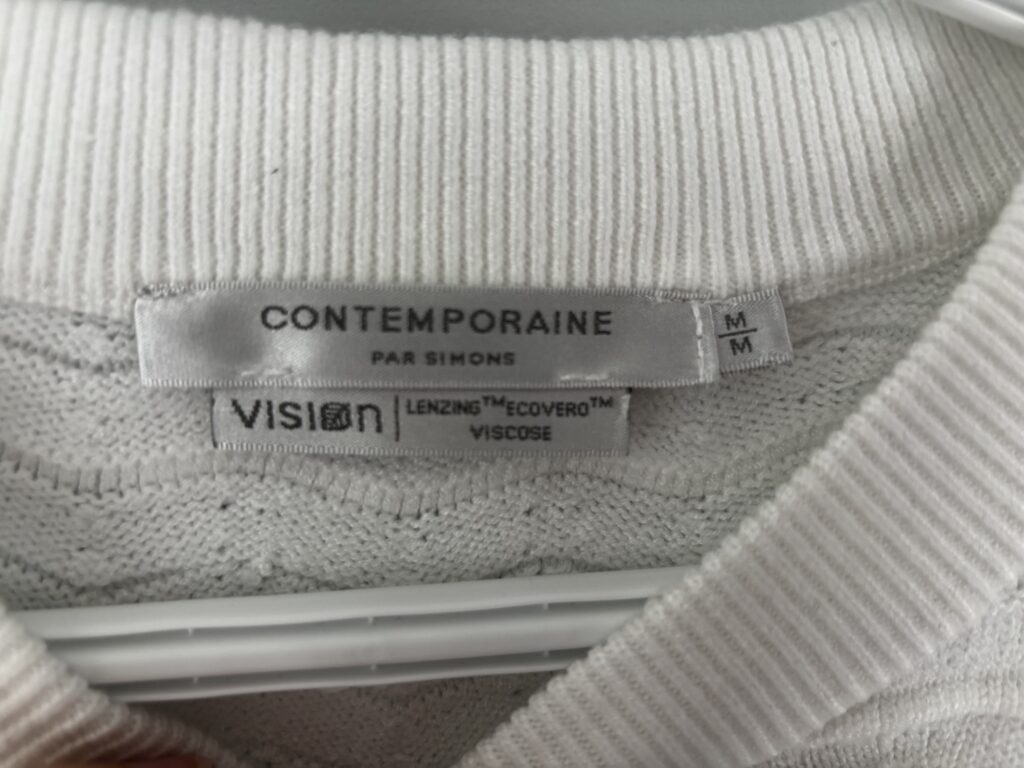 CONTEMPORAINE
PAR SIMONS
M
M
VISION
LENZING™ECOVERO™
VISCOSE